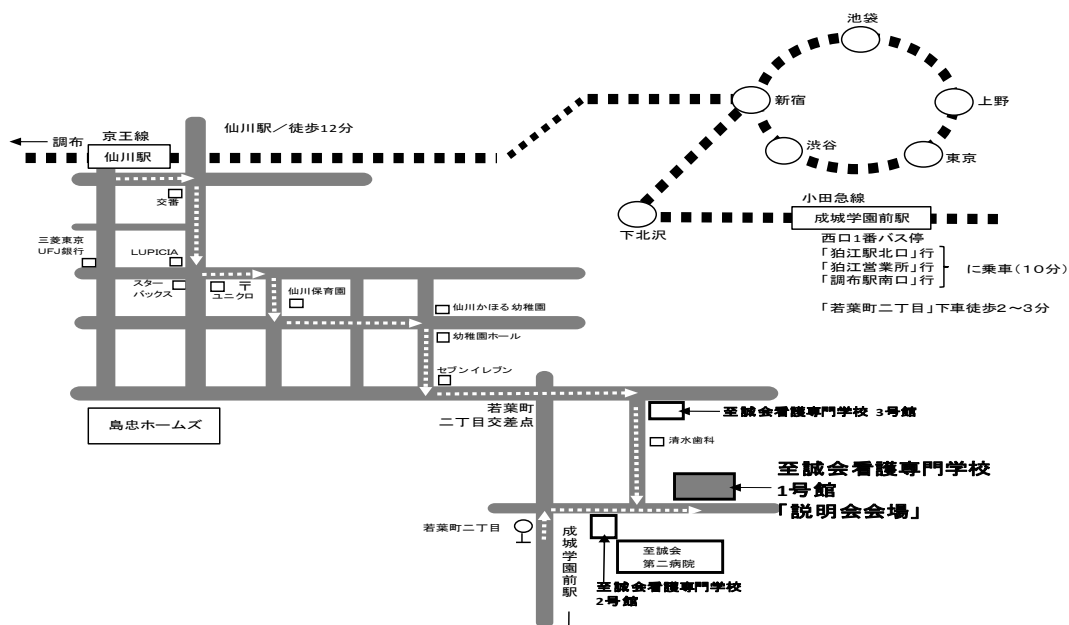 池袋
新宿
上野
渋谷
東京
仙川駅／徒歩12分
京王線
調布
仙川駅
小田急線
成城学園前駅
下北沢
西口1番バス停
「狛江駅北口」行
「狛江営業所」行
「調布駅南口」行
に乗車（10分）
「若葉町二丁目」下車徒歩2～3分
交番
三菱東京
UFJ銀行
LUPICIA
スター
バックス
ユニクロ
〒
仙川保育園
仙川かほる幼稚園
幼稚園ホール
セブンイレブン
島忠ホームズ
若葉町
二丁目交差点
至誠会看護専門学校 3号館
清水歯科
至誠会看護専門学校
1号館
「説明会会場」
若葉町二丁目
成城学園前駅
至誠会
第二病院
至誠会看護専門学校
2号館